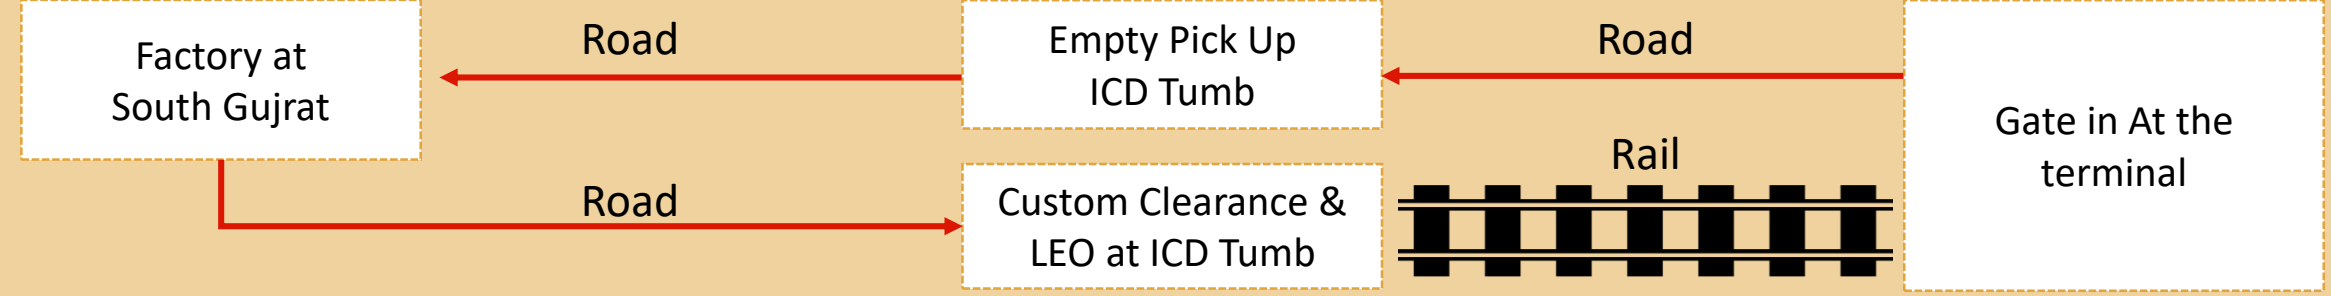 Factory at
South Gujrat
Road
Empty Pick Up
ICD Tumb
Road
Gate in At the
terminal
Rail
Road
Custom Clearance &
LEO at ICD Tumb